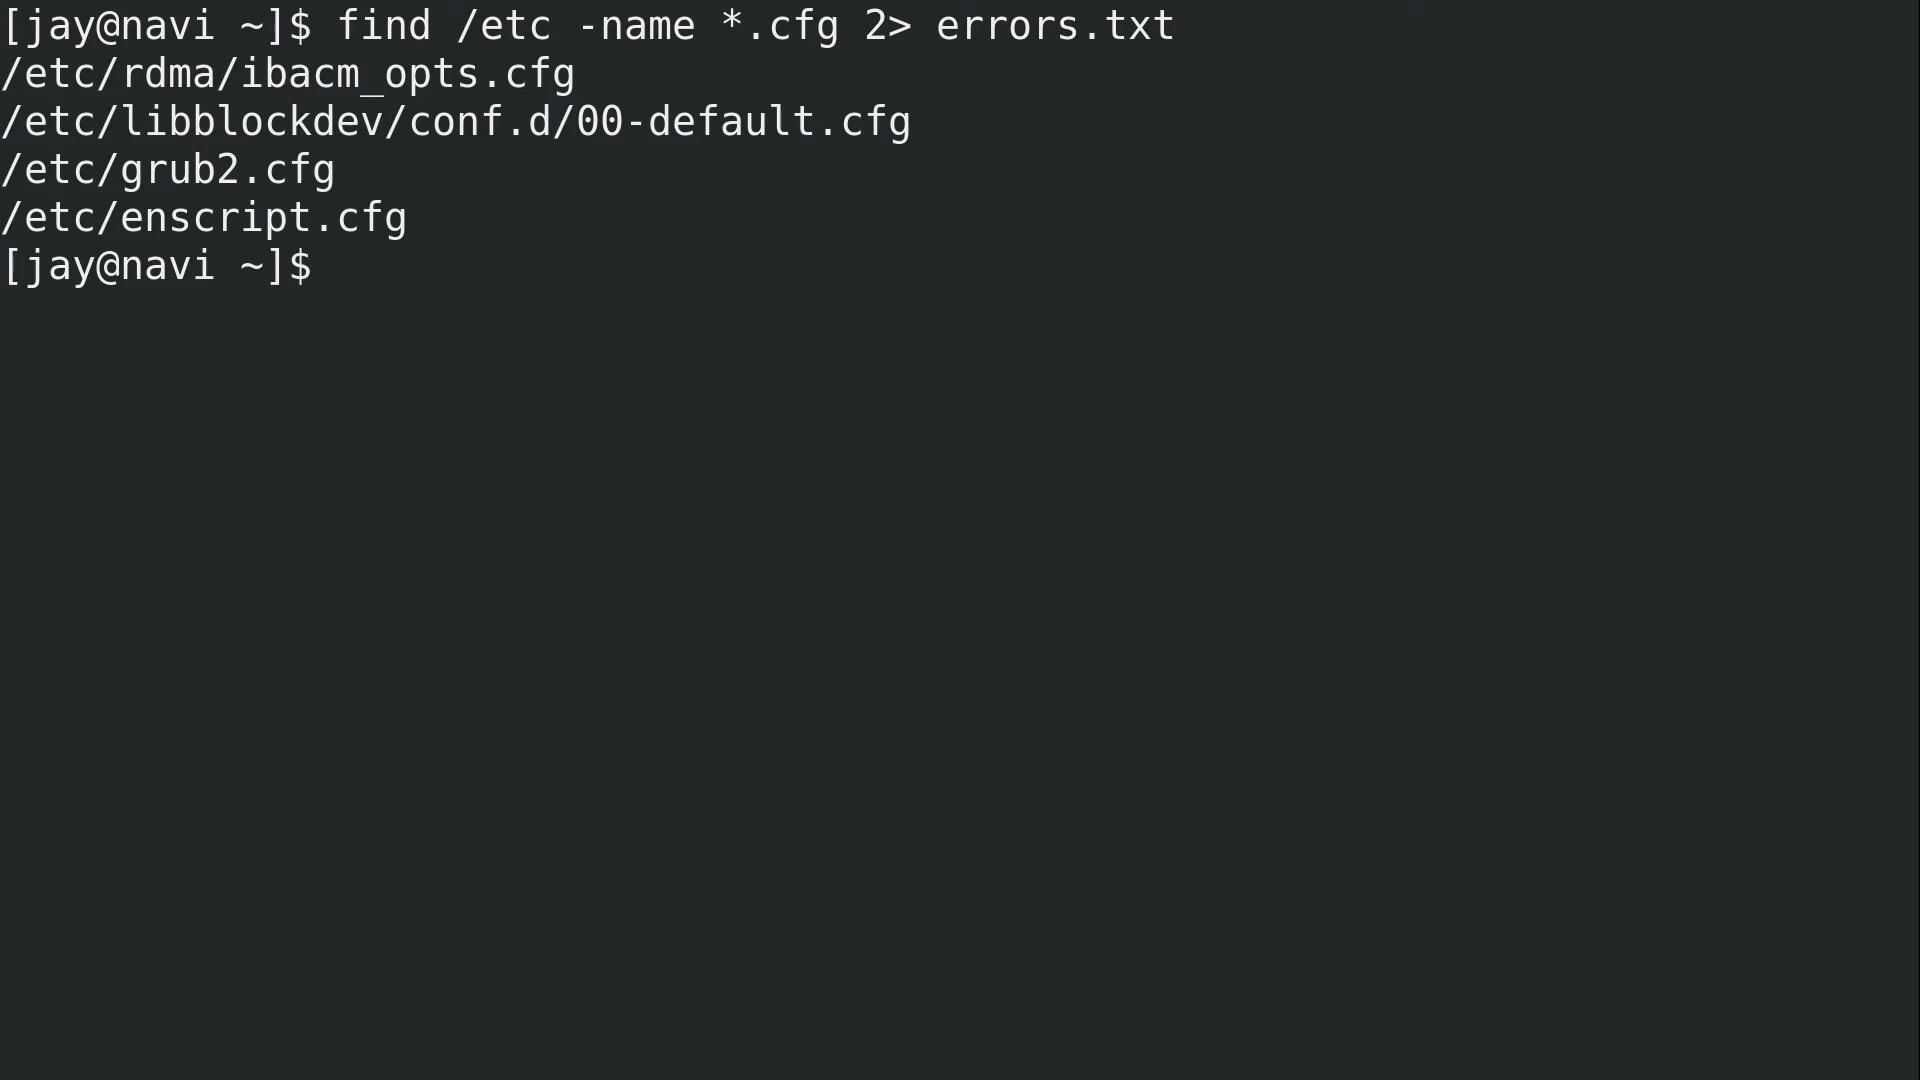 [jay@navi ~]$ find /etc -name *.cfg 2> errors.txt
/etc/rdma/ibacm_opts.cfg
/etc/libblockdev/conf.d/00-default.cfg
/etc/grub2.cfg
/etc/enscript.cfg
[jay@navi ~]$